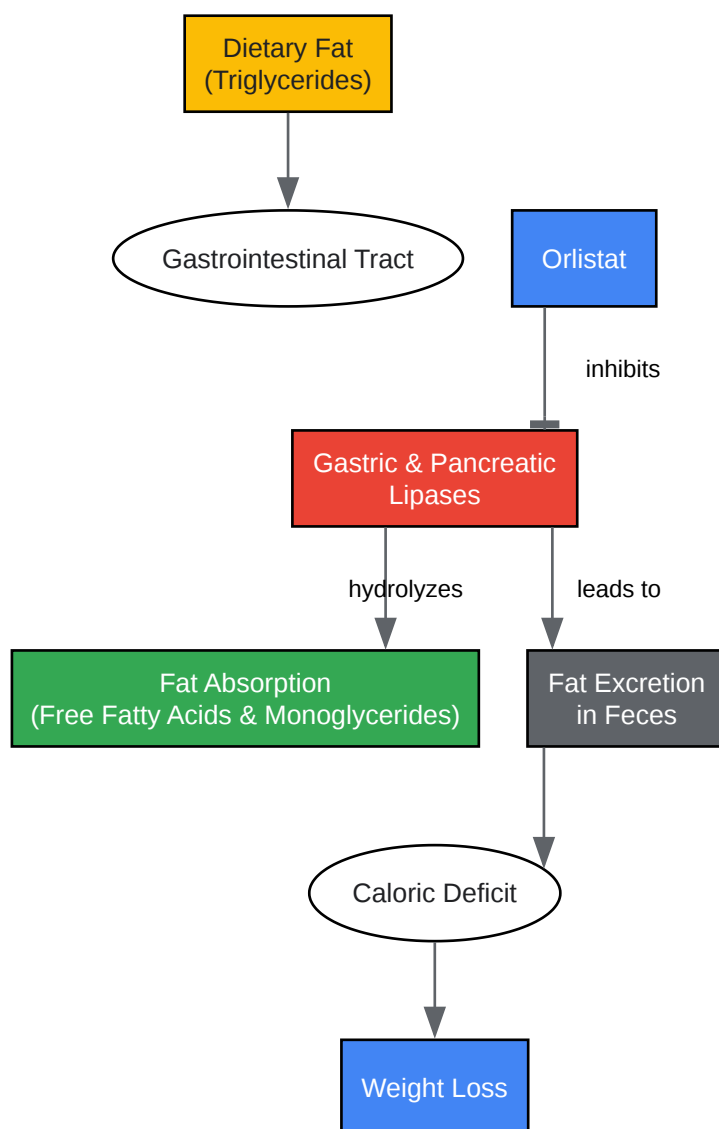 Dietary Fat
(Triglycerides)
Gastrointestinal Tract
Orlistat
inhibits
Gastric & Pancreatic
Lipases
hydrolyzes
leads to
Fat Absorption
(Free Fatty Acids & Monoglycerides)
Fat Excretion
in Feces
Caloric Deficit
Weight Loss